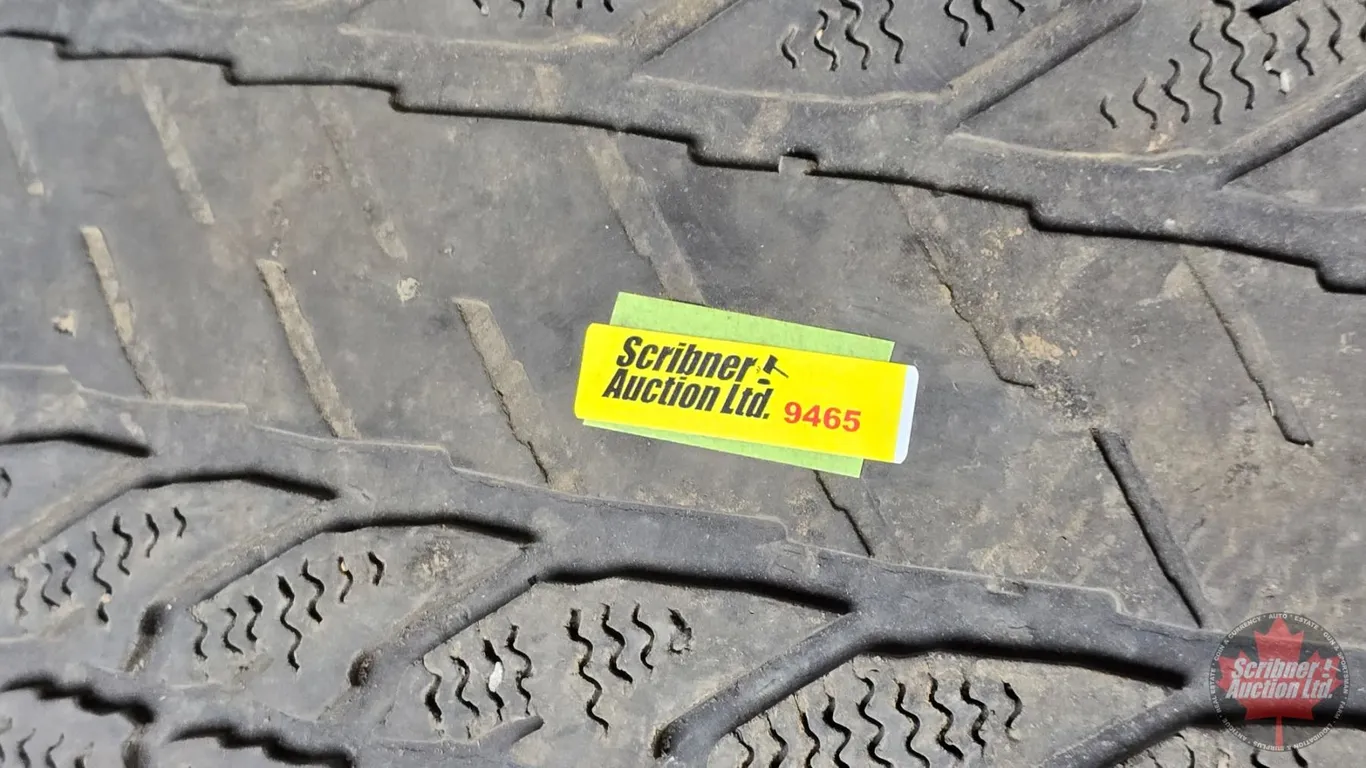 Scribner
Auction Ltd.
9465
Scribner
Auction Ltd.